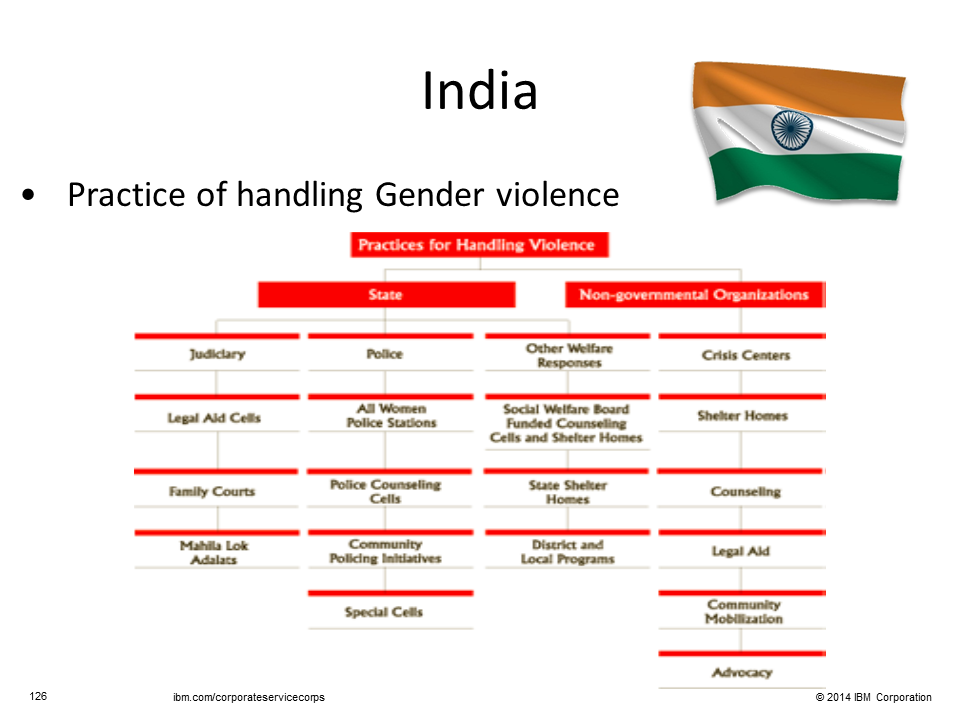 India
• Practice of handling Gender violence
Practices for Handling Violence
State
Non-governmental Organizations
Judiciary
Police
Other Welfare
Responses
Crisis Centers
Legal Aid Cells
All Women
Police Stations
Social Welfare Board
Funded Counseling
Cells and Shelter Homes
Shelter Homes
Family Courts
Police Counseling
Cells
State Shelter
Homes
Counseling
Mahila Lok
Adalats
Community
Policing Initiatives
District and
Local Programs
Legal Aid
Special Cells
Community
Mobilization
Advocacy
126
ibm.com/corporateservicecorps
© 2014 IBM Corporation